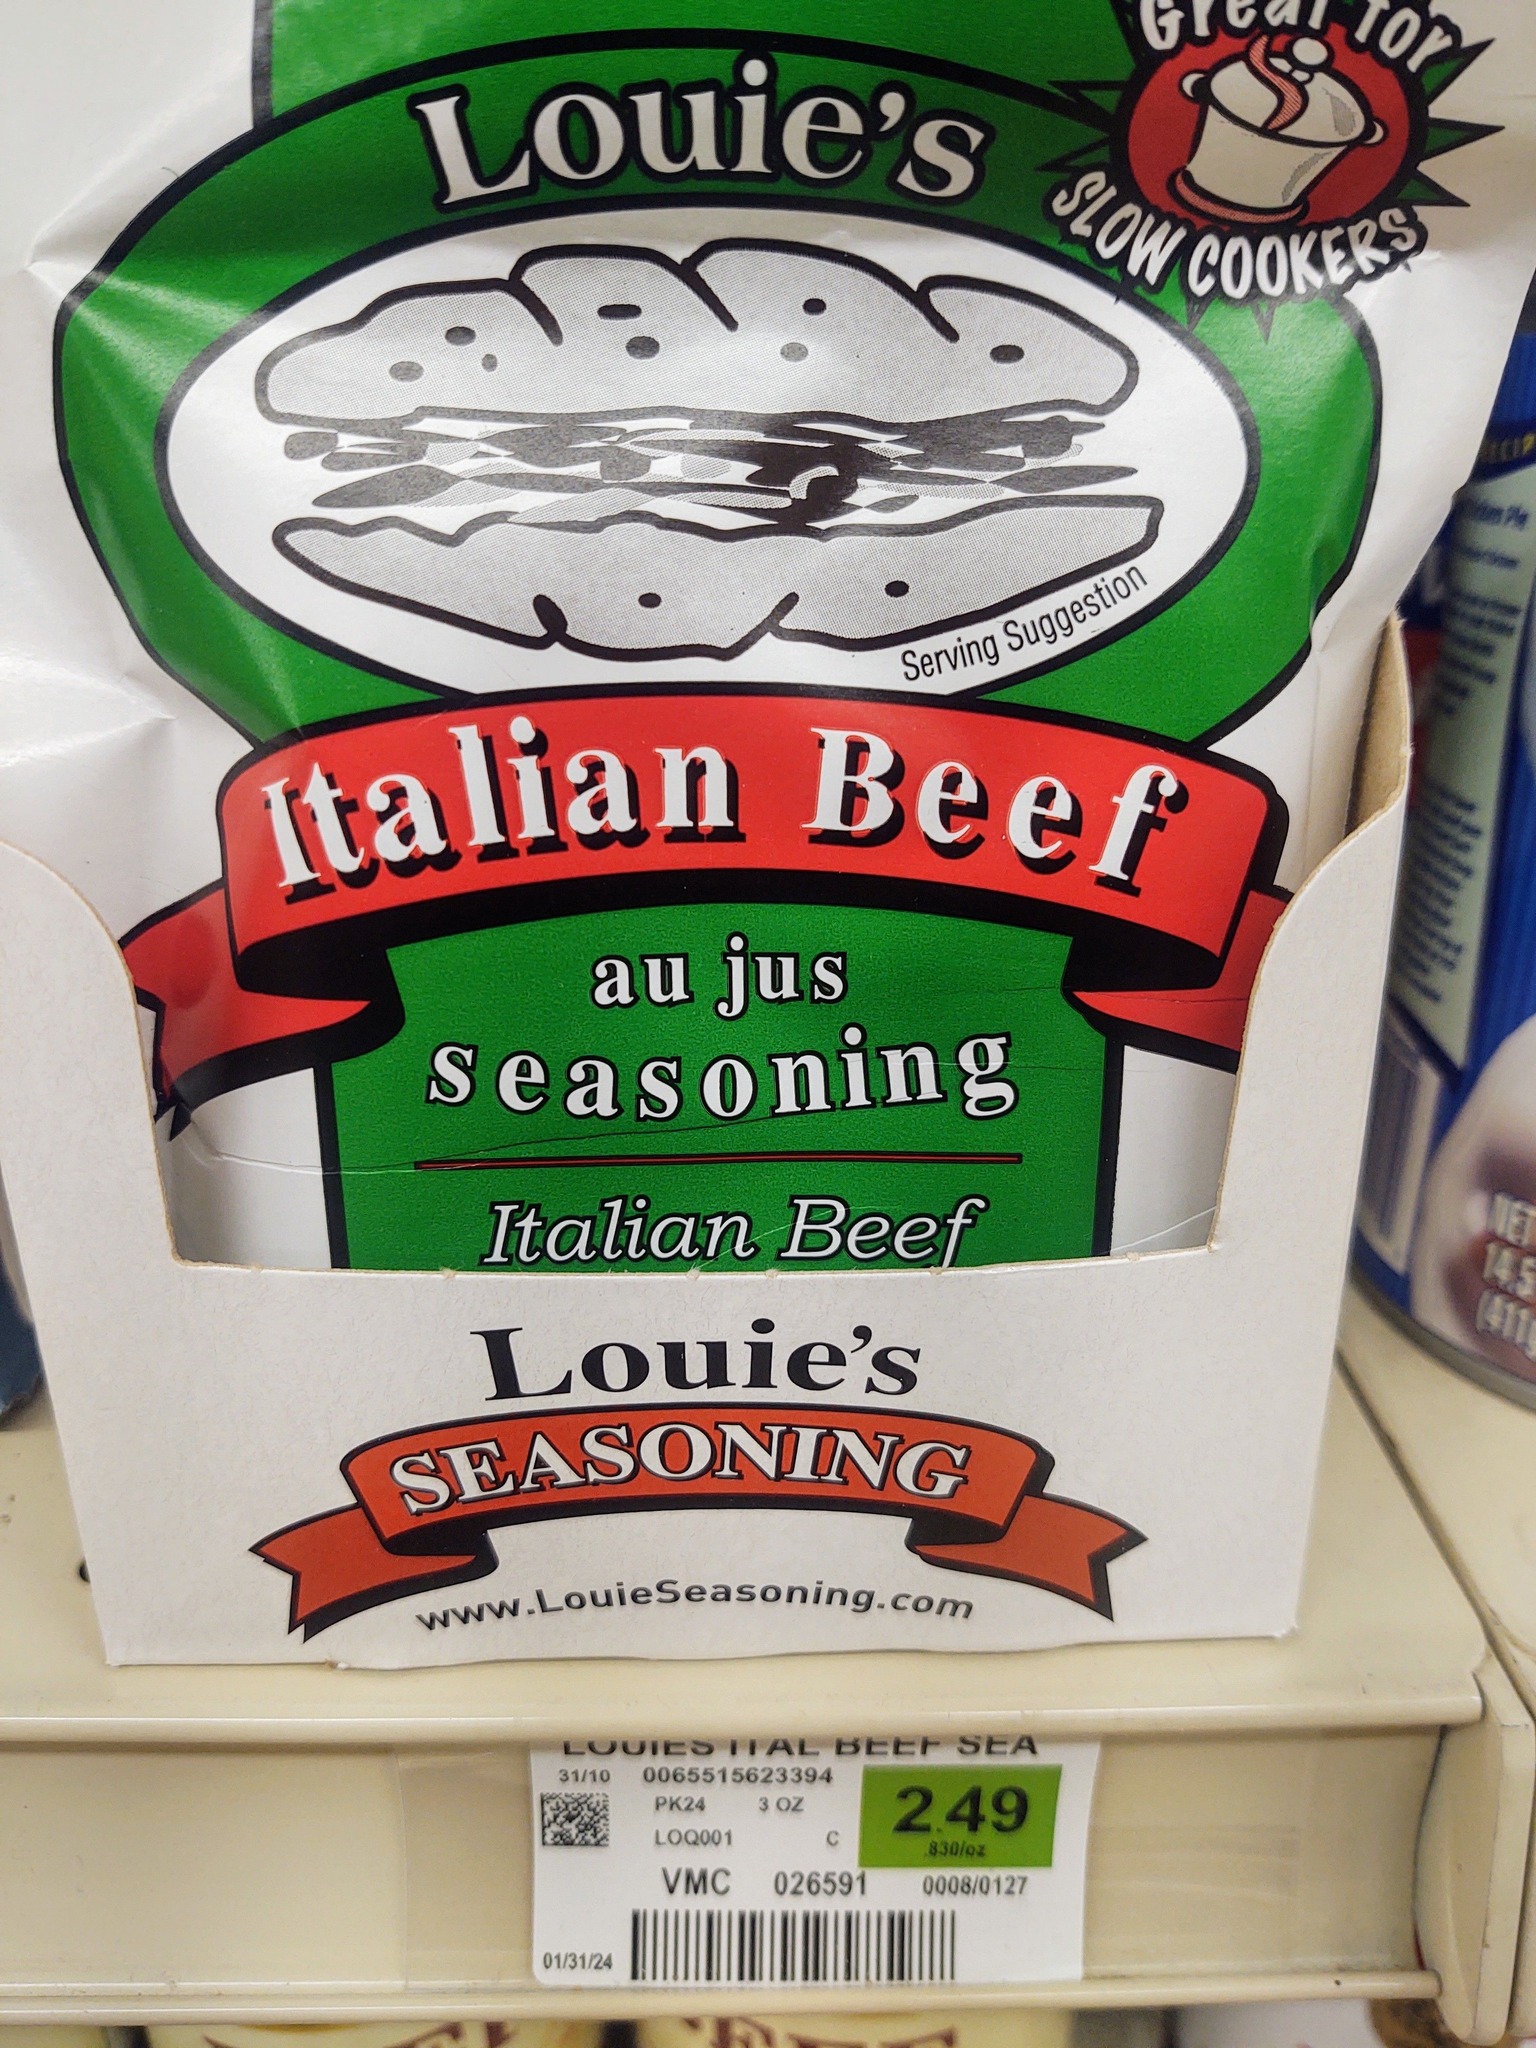 Great for
SLOW COOKERS
Louie's
Serving Suggestion
Italian Beef
au jus
seasoning
Italian Beef
Louie's
SEASONING
www.LouieSeasoning.com
LOUIES ITAL BEEF SEA
31/10 0065515623394
PK24 3 OZ
LOQ001 C
2.49
.830/oz
VMC 026591 0008/0127
01/31/24